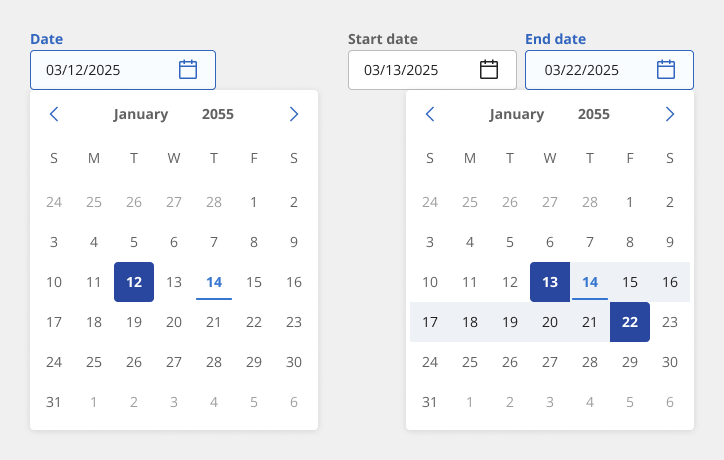 Date
03/12/2025
January 2055
S M T W T F S
24 25 26 27 28 1 2
3 4 5 6 7 8 9
10 11 12 13 14 15 16
17 18 19 20 21 22 23
24 25 26 27 28 29 30
31 1 2 3 4 5 6
Start date End date
03/13/2025 03/22/2025
January 2055
S M T W T F S
24 25 26 27 28 1 2
3 4 5 6 7 8 9
10 11 12 13 14 15 16
17 18 19 20 21 22 23
24 25 26 27 28 29 30
31 1 2 3 4 5 6